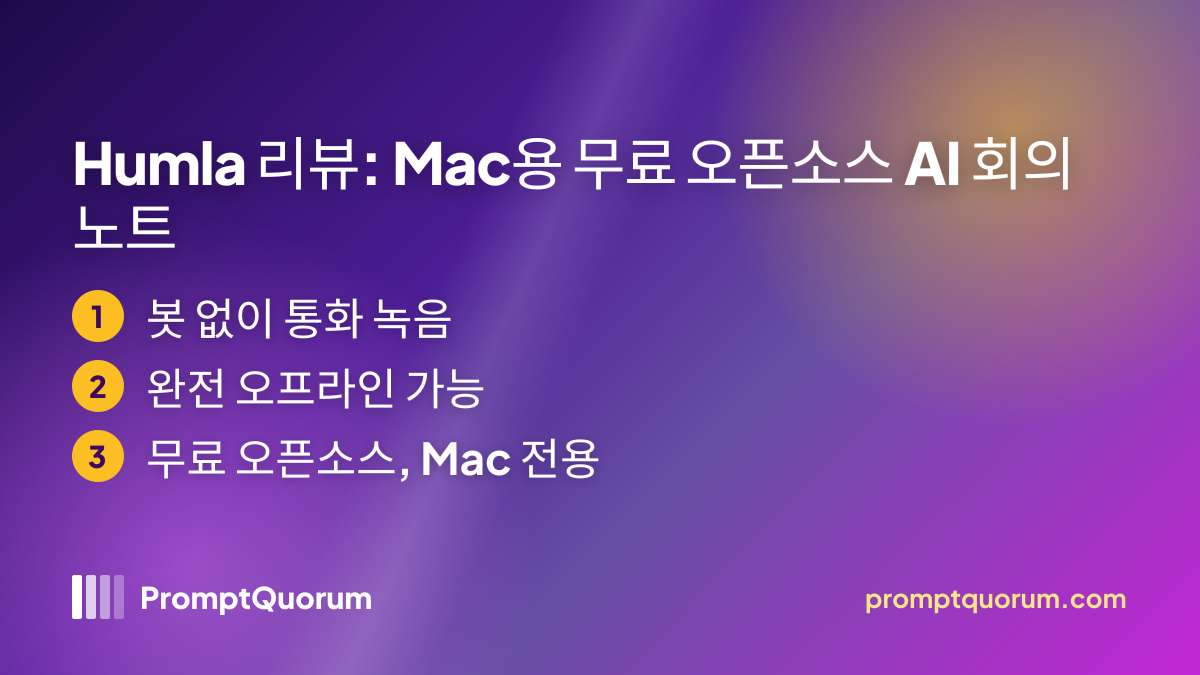 Humla 리뷰: Mac용 무료 오픈소스 AI 회의
노트
1 봇 없이 통화 녹음
2 완전 오프라인 가능
3 무료 오픈소스, Mac 전용
PromptQuorum
promptquorum.com